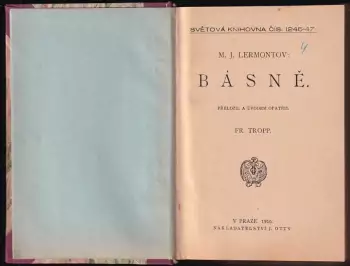 SVĚTOVÁ KNIHOVNA ČÍS. 1246-47.
M. J. LERMONTOV:
BÁSNĚ.
PŘELOŽIL A ÚVODEM OPATŘIL
FR. TROPP.
V PRAZE
NAKLADATELSTVÍ J. OTTY